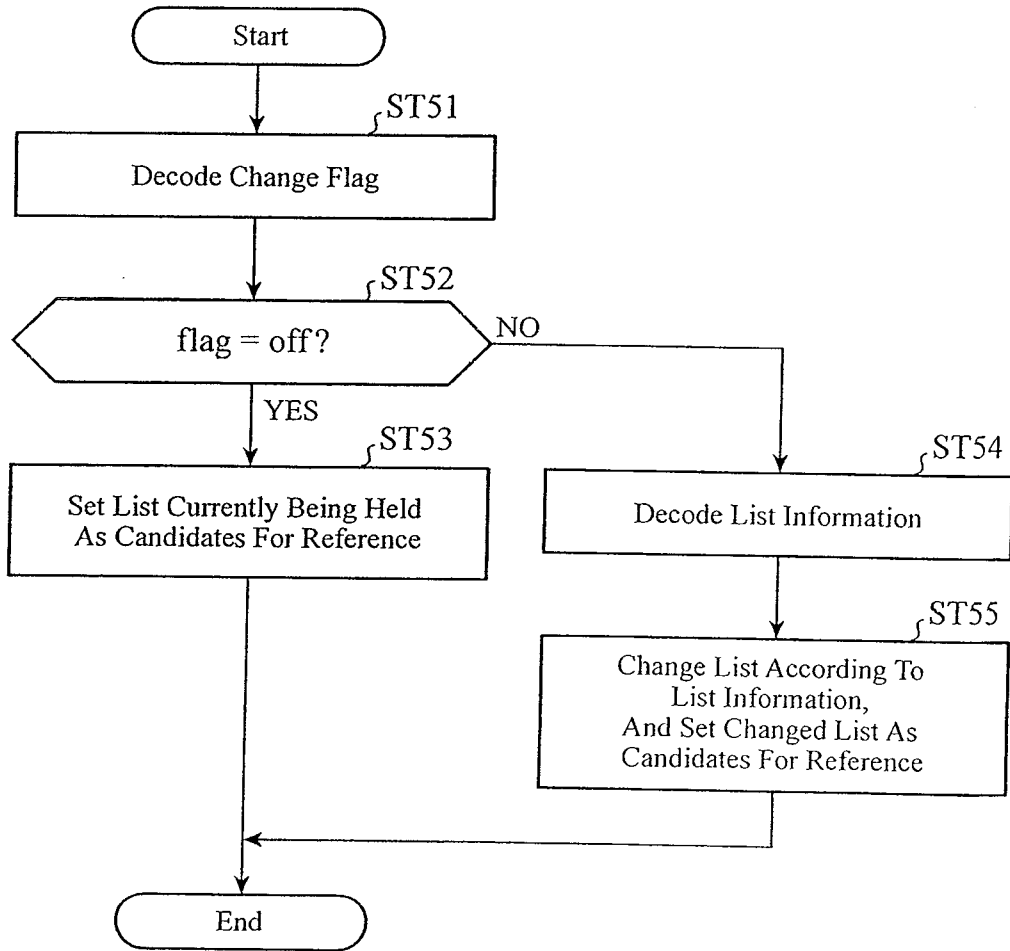 Start
ST51
Decode Change Flag
ST52
flag = off?
NO
YES
ST53
Set List Currently Being Held
As Candidates For Reference
ST54
Decode List Information
ST55
Change List According To
List Information,
And Set Changed List As
Candidates For Reference
End